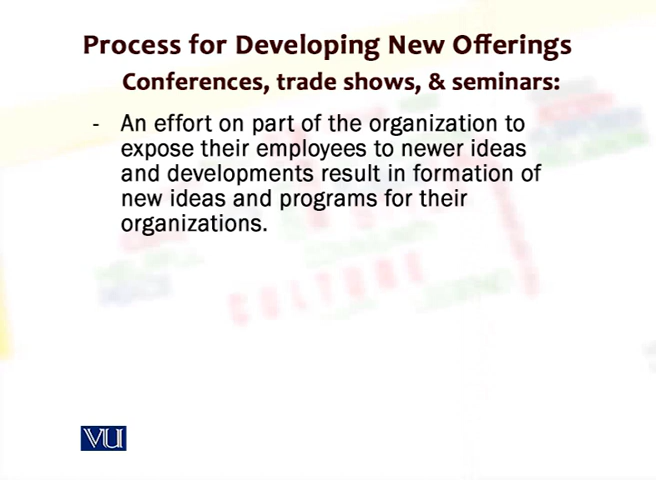 Process for Developing New Offerings
Conferences, trade shows, & seminars:
- An effort on part of the organization to
expose their employees to newer ideas
and developments result in formation of
new ideas and programs for their
organizations.
CULTURE
VU